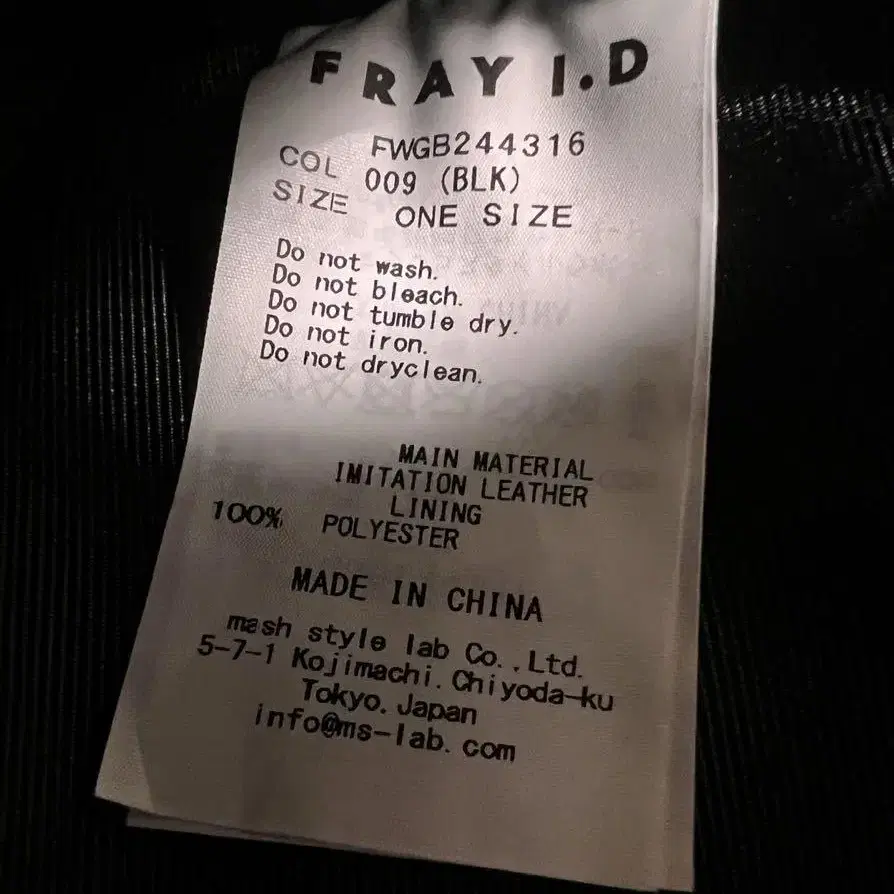 FRAY I.D
FWGB244316
COL 009 (BLK)
SIZE ONE SIZE
Do not wash.
Do not bleach.
Do not tumble dry.
Do not iron.
Do not dryclean.
MAIN MATERIAL
IMITATION LEATHER
LINING
100% POLYESTER
MADE IN CHINA
mash style lab Co.,Ltd.
5-7-1 Kojimachi. Chiyoda-ku
Tokyo. Japan
info@ms-lab.com